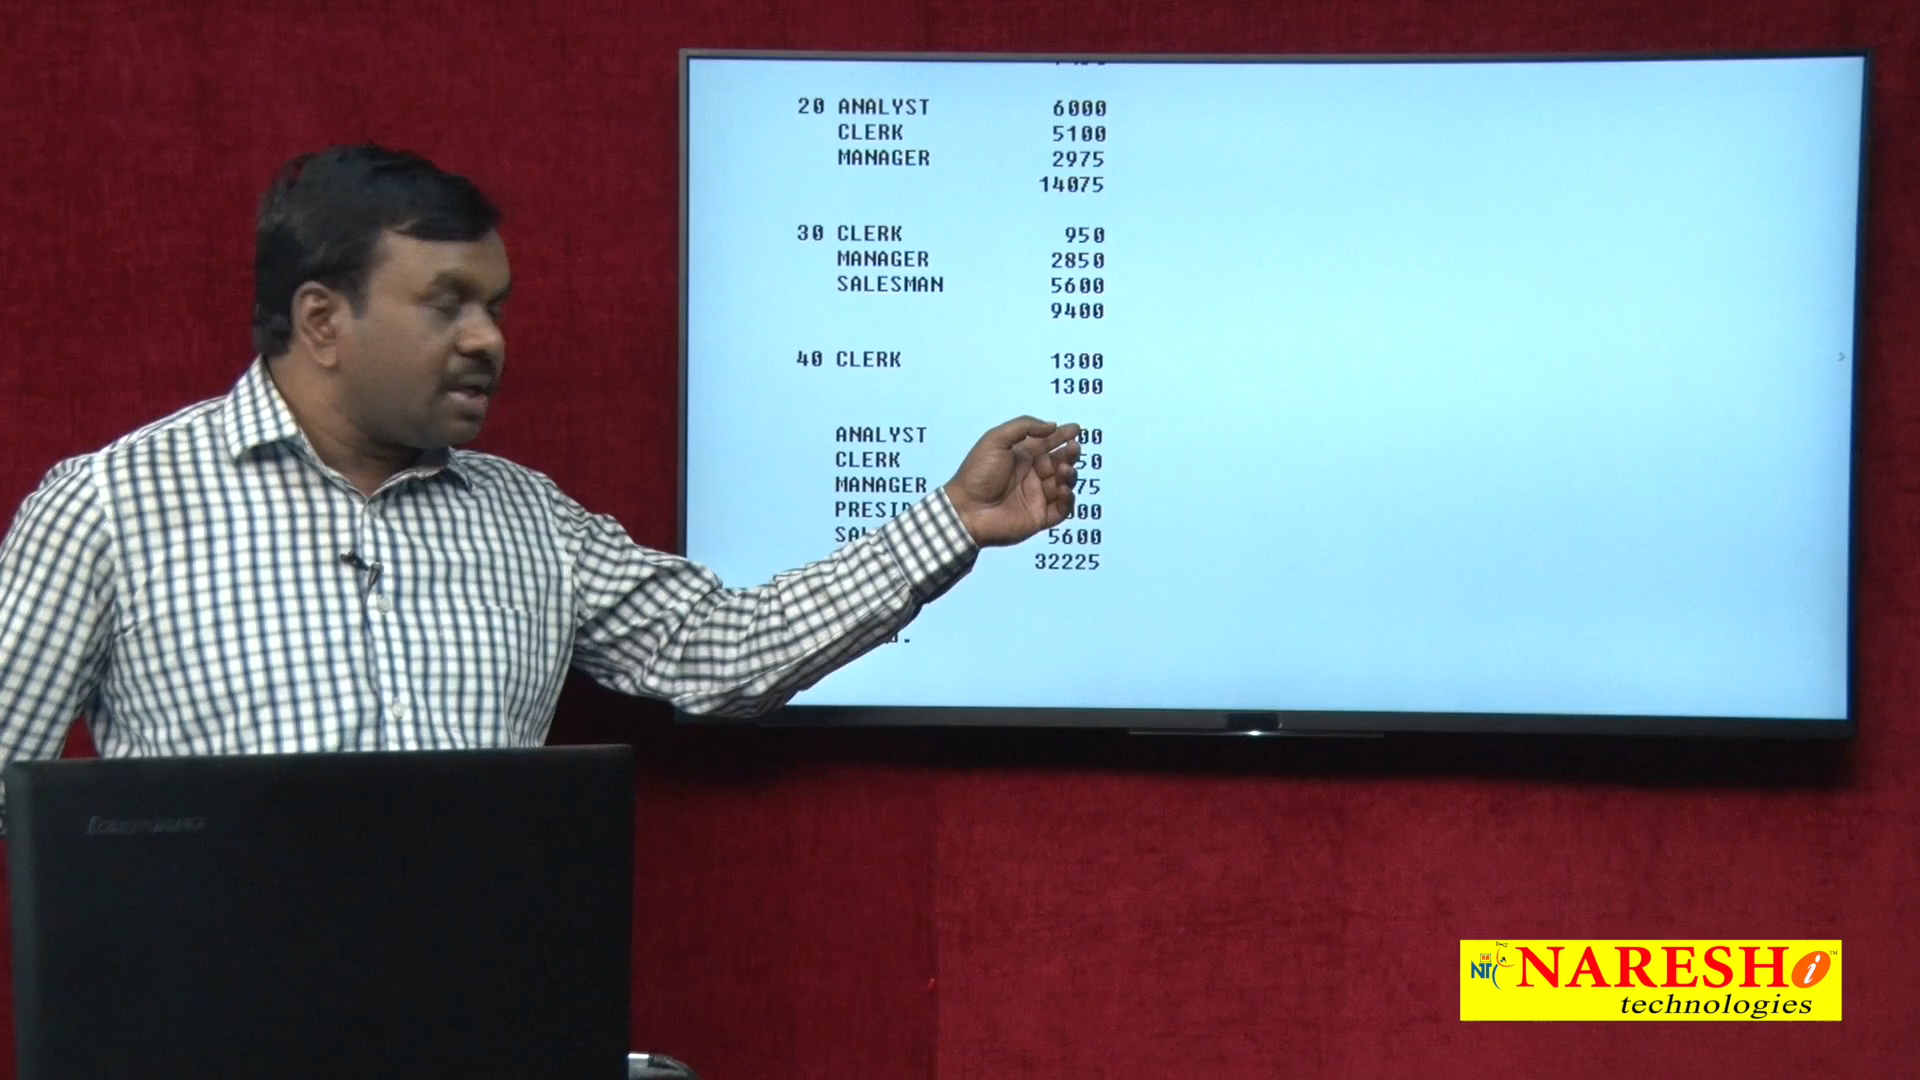 20 ANALYST 6000
CLERK 5100
MANAGER 2975
14075
30 CLERK 950
MANAGER 2850
SALESMAN 5600
9400
40 CLERK 1300
1300
ANALYST
CLERK
MANAGER
5600
32225
NARESH i ™
technologies